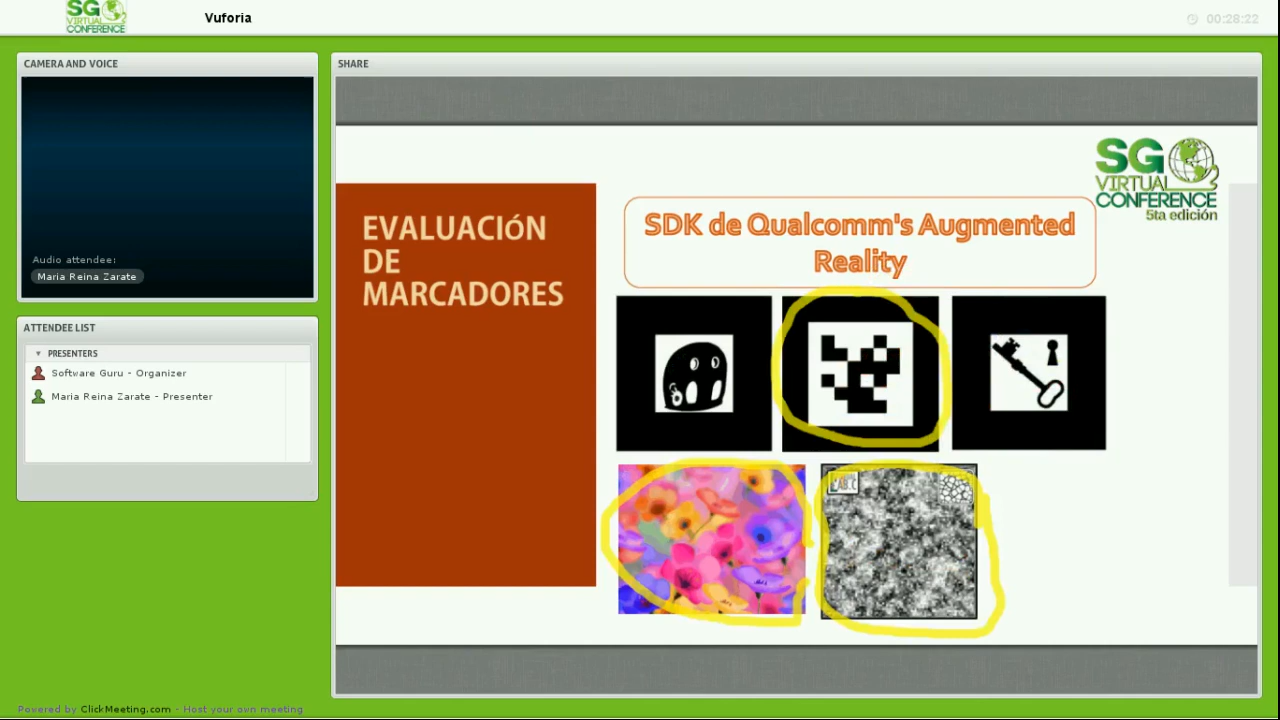 SG
VIRTUAL
CONFERENCE
Vuforia
00:28:22
CAMERA AND VOICE
Audio attendee:
Maria Reina Zarate
ATTENDEE LIST
PRESENTERS
Software Guru - Organizer
Maria Reina Zarate - Presenter
SHARE
SG
VIRTUAL
CONFERENCE
5ta edición
EVALUACIÓN
DE
MARCADORES
SDK de Qualcomm's Augmented
Reality
Powered by ClickMeeting.com - Host your own meeting